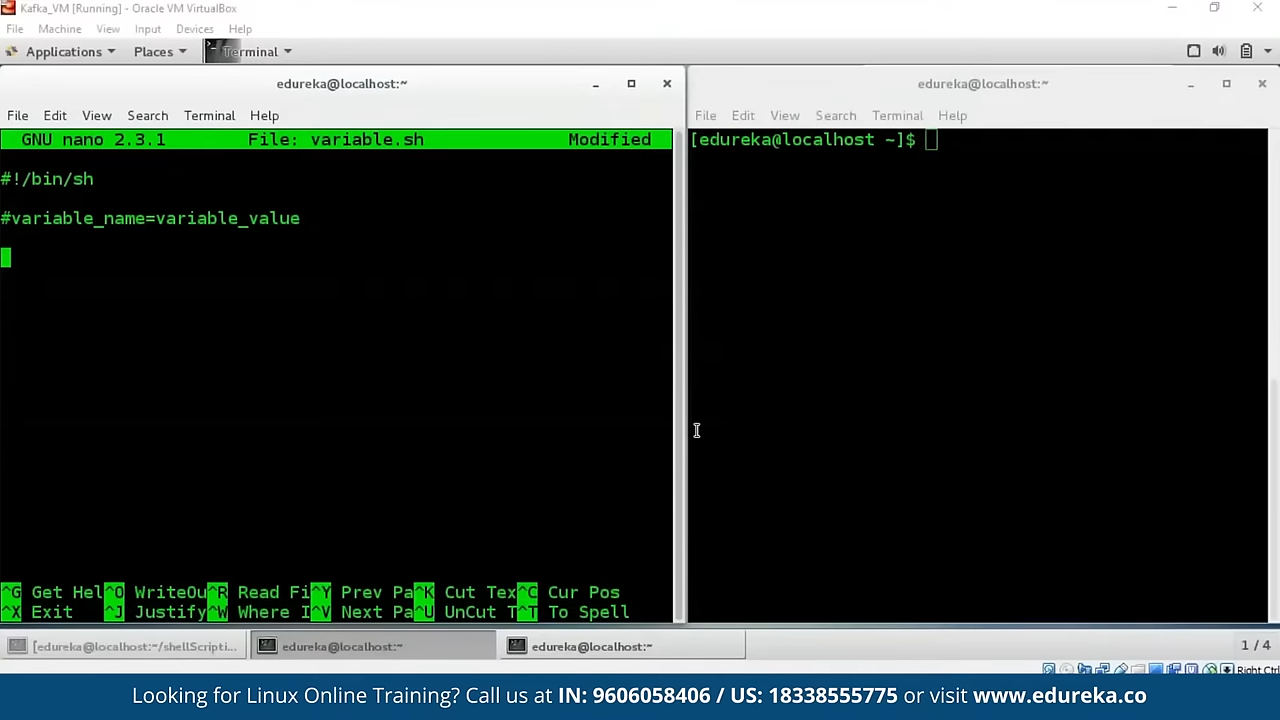 Kafka_VM [Running] - Oracle VM VirtualBox
File Machine View Input Devices Help
Applications Places Terminal
edureka@localhost:~
File Edit View Search Terminal Help
GNU nano 2.3.1 File: variable.sh Modified
#!/bin/sh
#variable_name=variable_value
^G Get Hel^O WriteOu^R Read Fi^Y Prev Pa^K Cut Tex^C Cur Pos
^X Exit ^J Justify^W Where I^V Next Pa^U UnCut T^T To Spell
edureka@localhost:~
File Edit View Search Terminal Help
[edureka@localhost ~]$
[edureka@localhost:~/shellScripti... edureka@localhost:~ edureka@localhost:~ 1 / 4
Right Ctrl
Looking for Linux Online Training? Call us at IN: 9606058406 / US: 18338555775 or visit www.edureka.co